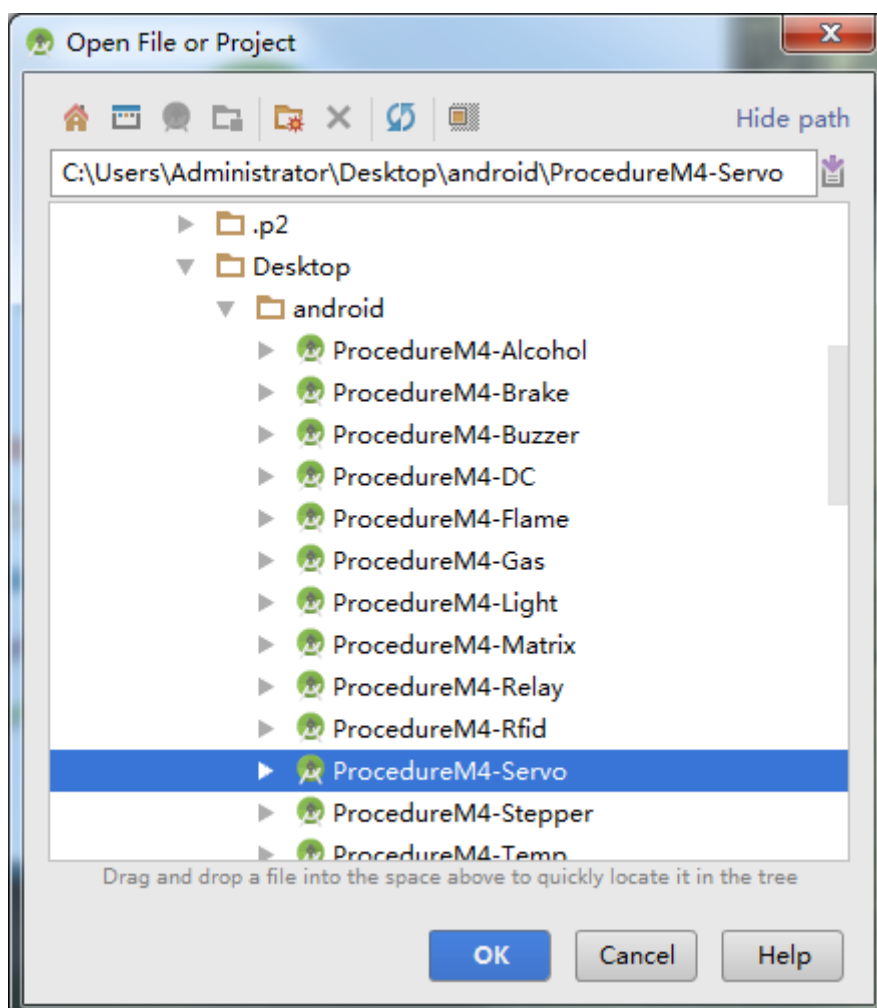 Open File or Project
Hide path
C:\Users\Administrator\Desktop\android\ProcedureM4-Servo
.p2
Desktop
android
ProcedureM4-Alcohol
ProcedureM4-Brake
ProcedureM4-Buzzer
ProcedureM4-DC
ProcedureM4-Flame
ProcedureM4-Gas
ProcedureM4-Light
ProcedureM4-Matrix
ProcedureM4-Relay
ProcedureM4-Rfid
ProcedureM4-Servo
ProcedureM4-Stepper
ProcedureM4-Temp
Drag and drop a file into the space above to quickly locate it in the tree
OK Cancel Help